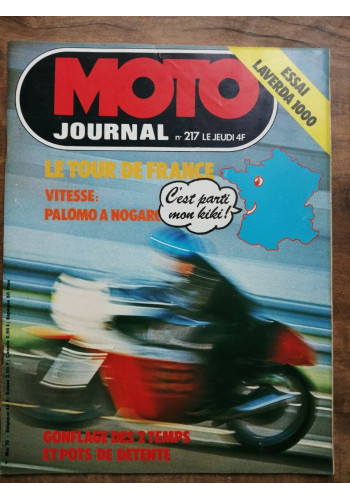 MOTO
JOURNAL n° 217 LE JEUDI 4F
ESSAI
LAVERDA 1000
LE TOUR DE FRANCE
VITESSE:
PALOMO A NOGARO
C'est parti
mon kiki!
GONFLAGE DES 2 TEMPS
ET POTS DE DETENTE